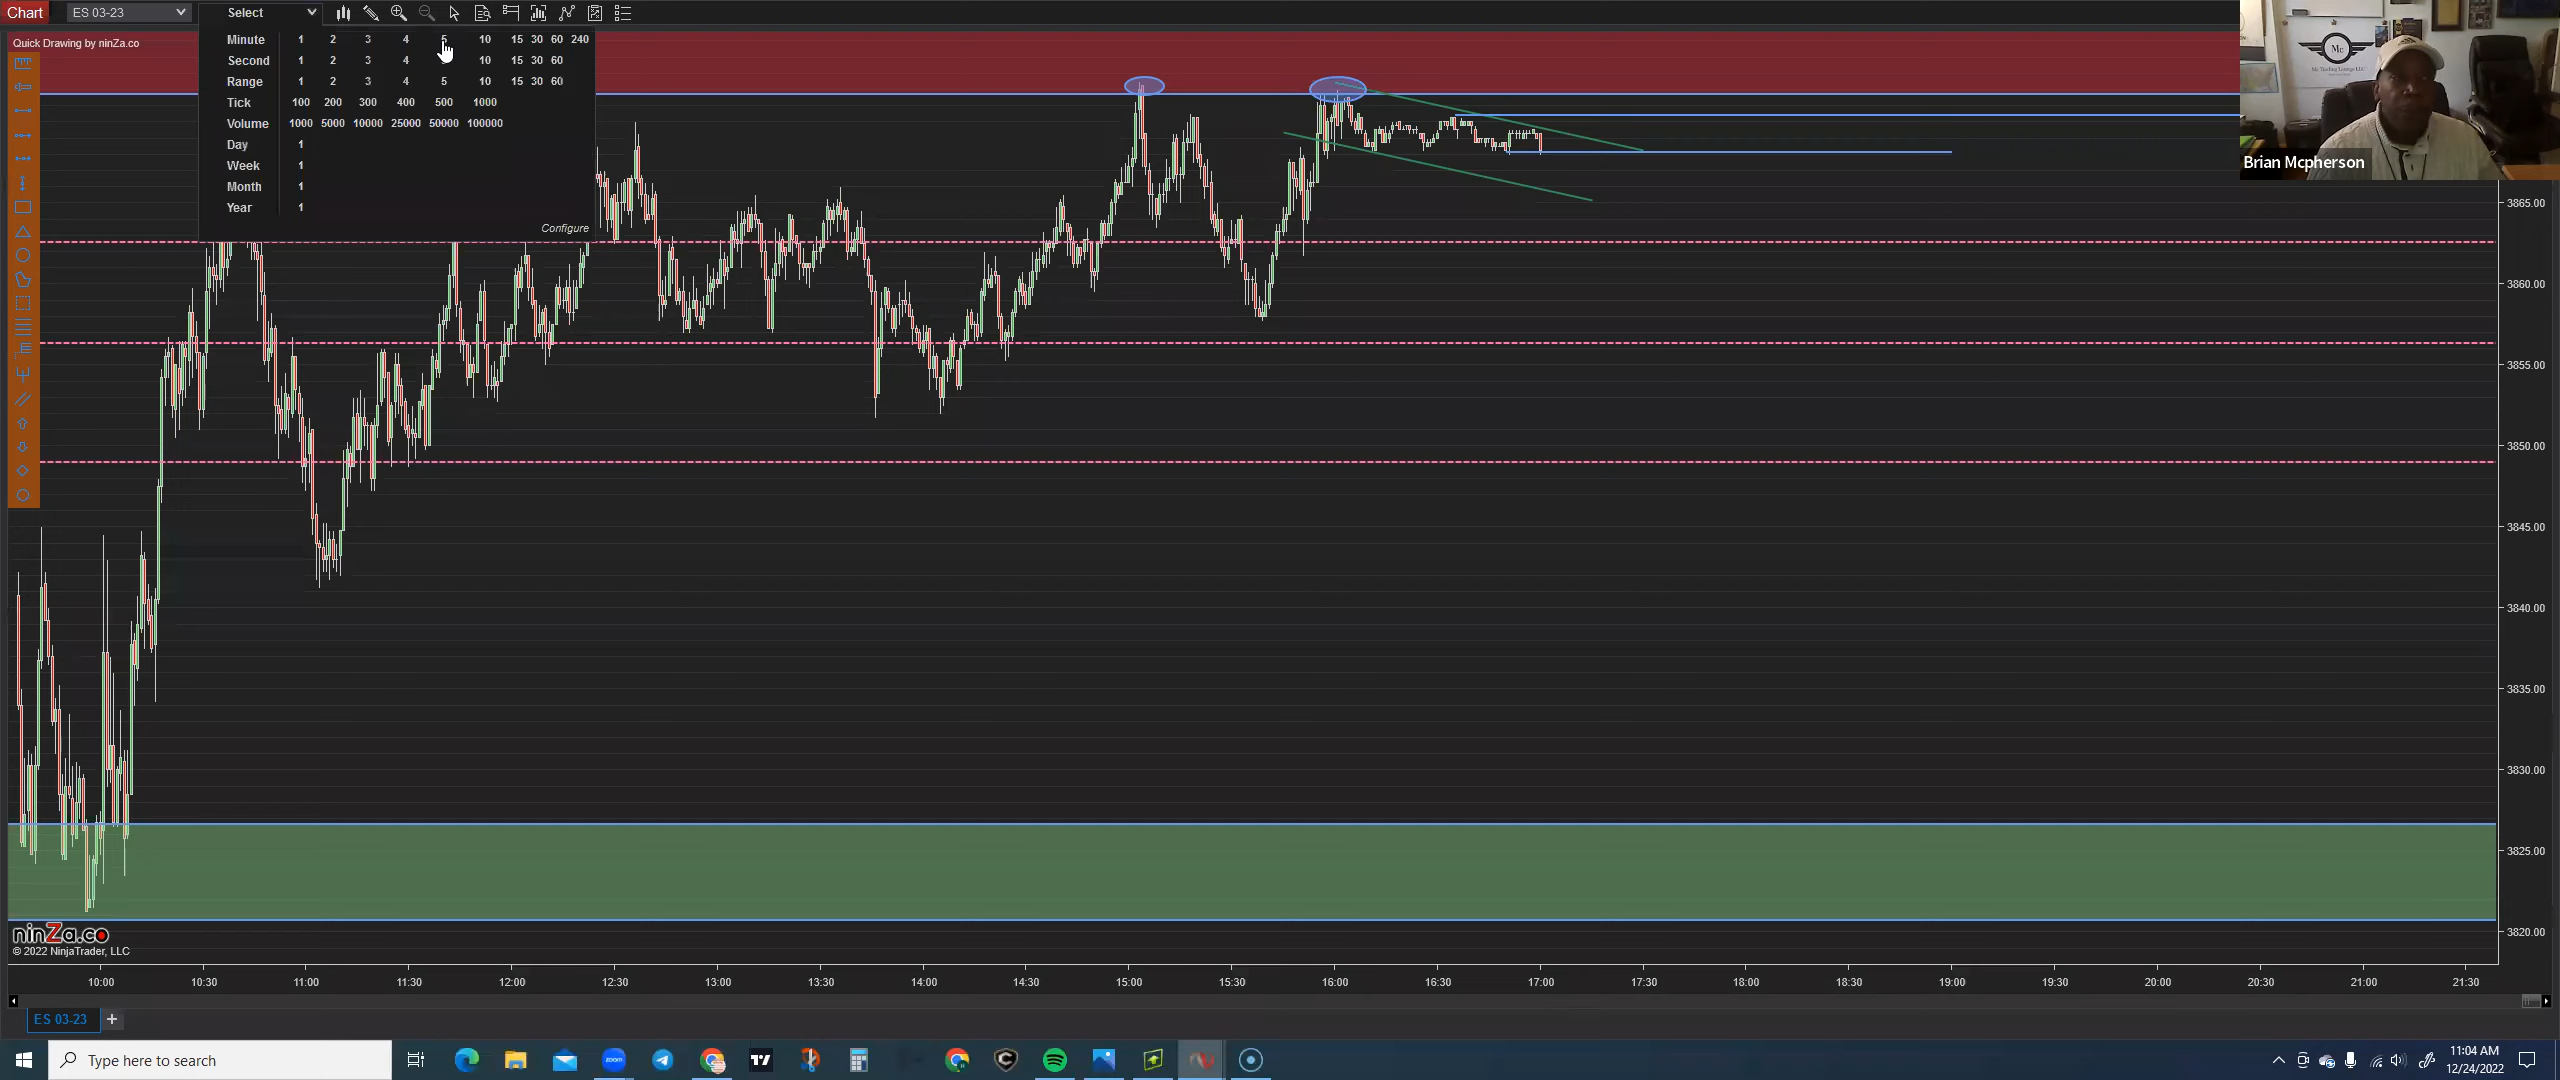 Chart ES 03-23 Select
Quick Drawing by ninZa.co
Minute 1 2 3 4 5 10 15 30 60 240
Second 1 2 3 4 10 15 30 60
Range 1 2 3 4 5 10 15 30 60
Tick 100 200 300 400 500 1000
Volume 1000 5000 10000 25000 50000 100000
Day 1
Week 1
Month 1
Year 1
Configure
Mc
Mc Trading Lounge LLC
Brian Mcpherson
3865.00
3860.00
3855.00
3850.00
3845.00
3840.00
3835.00
3830.00
3825.00
3820.00
ninZa.co
© 2022 NinjaTrader, LLC
10:00 10:30 11:00 11:30 12:00 12:30 13:00 13:30 14:00 14:30 15:00 15:30 16:00 16:30 17:00 17:30 18:00 18:30 19:00 19:30 20:00 20:30 21:00 21:30
ES 03-23 +
Type here to search
zoom
11:04 AM
12/24/2022